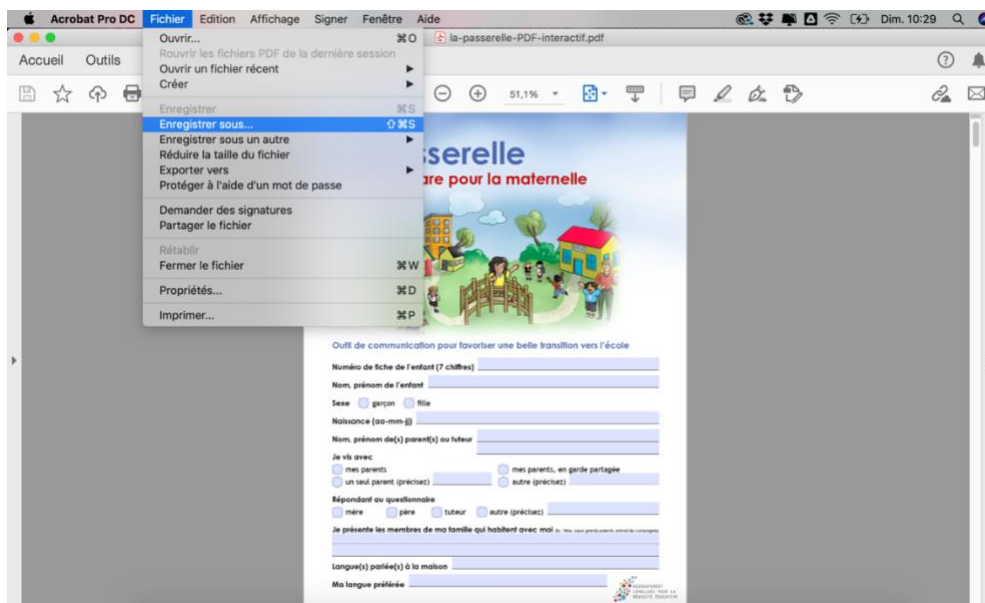 Acrobat Pro DC Fichier Edition Affichage Signer Fenêtre Aide Dim. 10:29
la-passerelle-PDF-interactif.pdf
Accueil Outils
51,1%
Ouvrir... ⌘O
Rouvrir les fichiers PDF de la dernière session
Ouvrir un fichier récent
Créer
Enregistrer ⌘S
Enregistrer sous... ⇧⌘S
Enregistrer sous un autre
Réduire la taille du fichier
Exporter vers
Protéger à l'aide d'un mot de passe
Demander des signatures
Partager le fichier
Rétablir
Fermer le fichier ⌘W
Propriétés... ⌘D
Imprimer... ⌘P
serelle
are pour la maternelle
Outil de communication pour favoriser une belle transition vers l'école
Numéro de fiche de l'enfant (7 chiffres)
Nom, prénom de l'enfant
Sexe garçon fille
Naissance (aa-mm-jj)
Nom, prénom de(s) parent(s) ou tuteur
Je vis avec
mes parents mes parents, en garde partagée
un seul parent (précisez) autre (précisez)
Répondant au questionnaire
mère père tuteur autre (précisez)
Je présente les membres de ma famille qui habitent avec moi
Langue(s) parlée(s) à la maison
Ma langue préférée